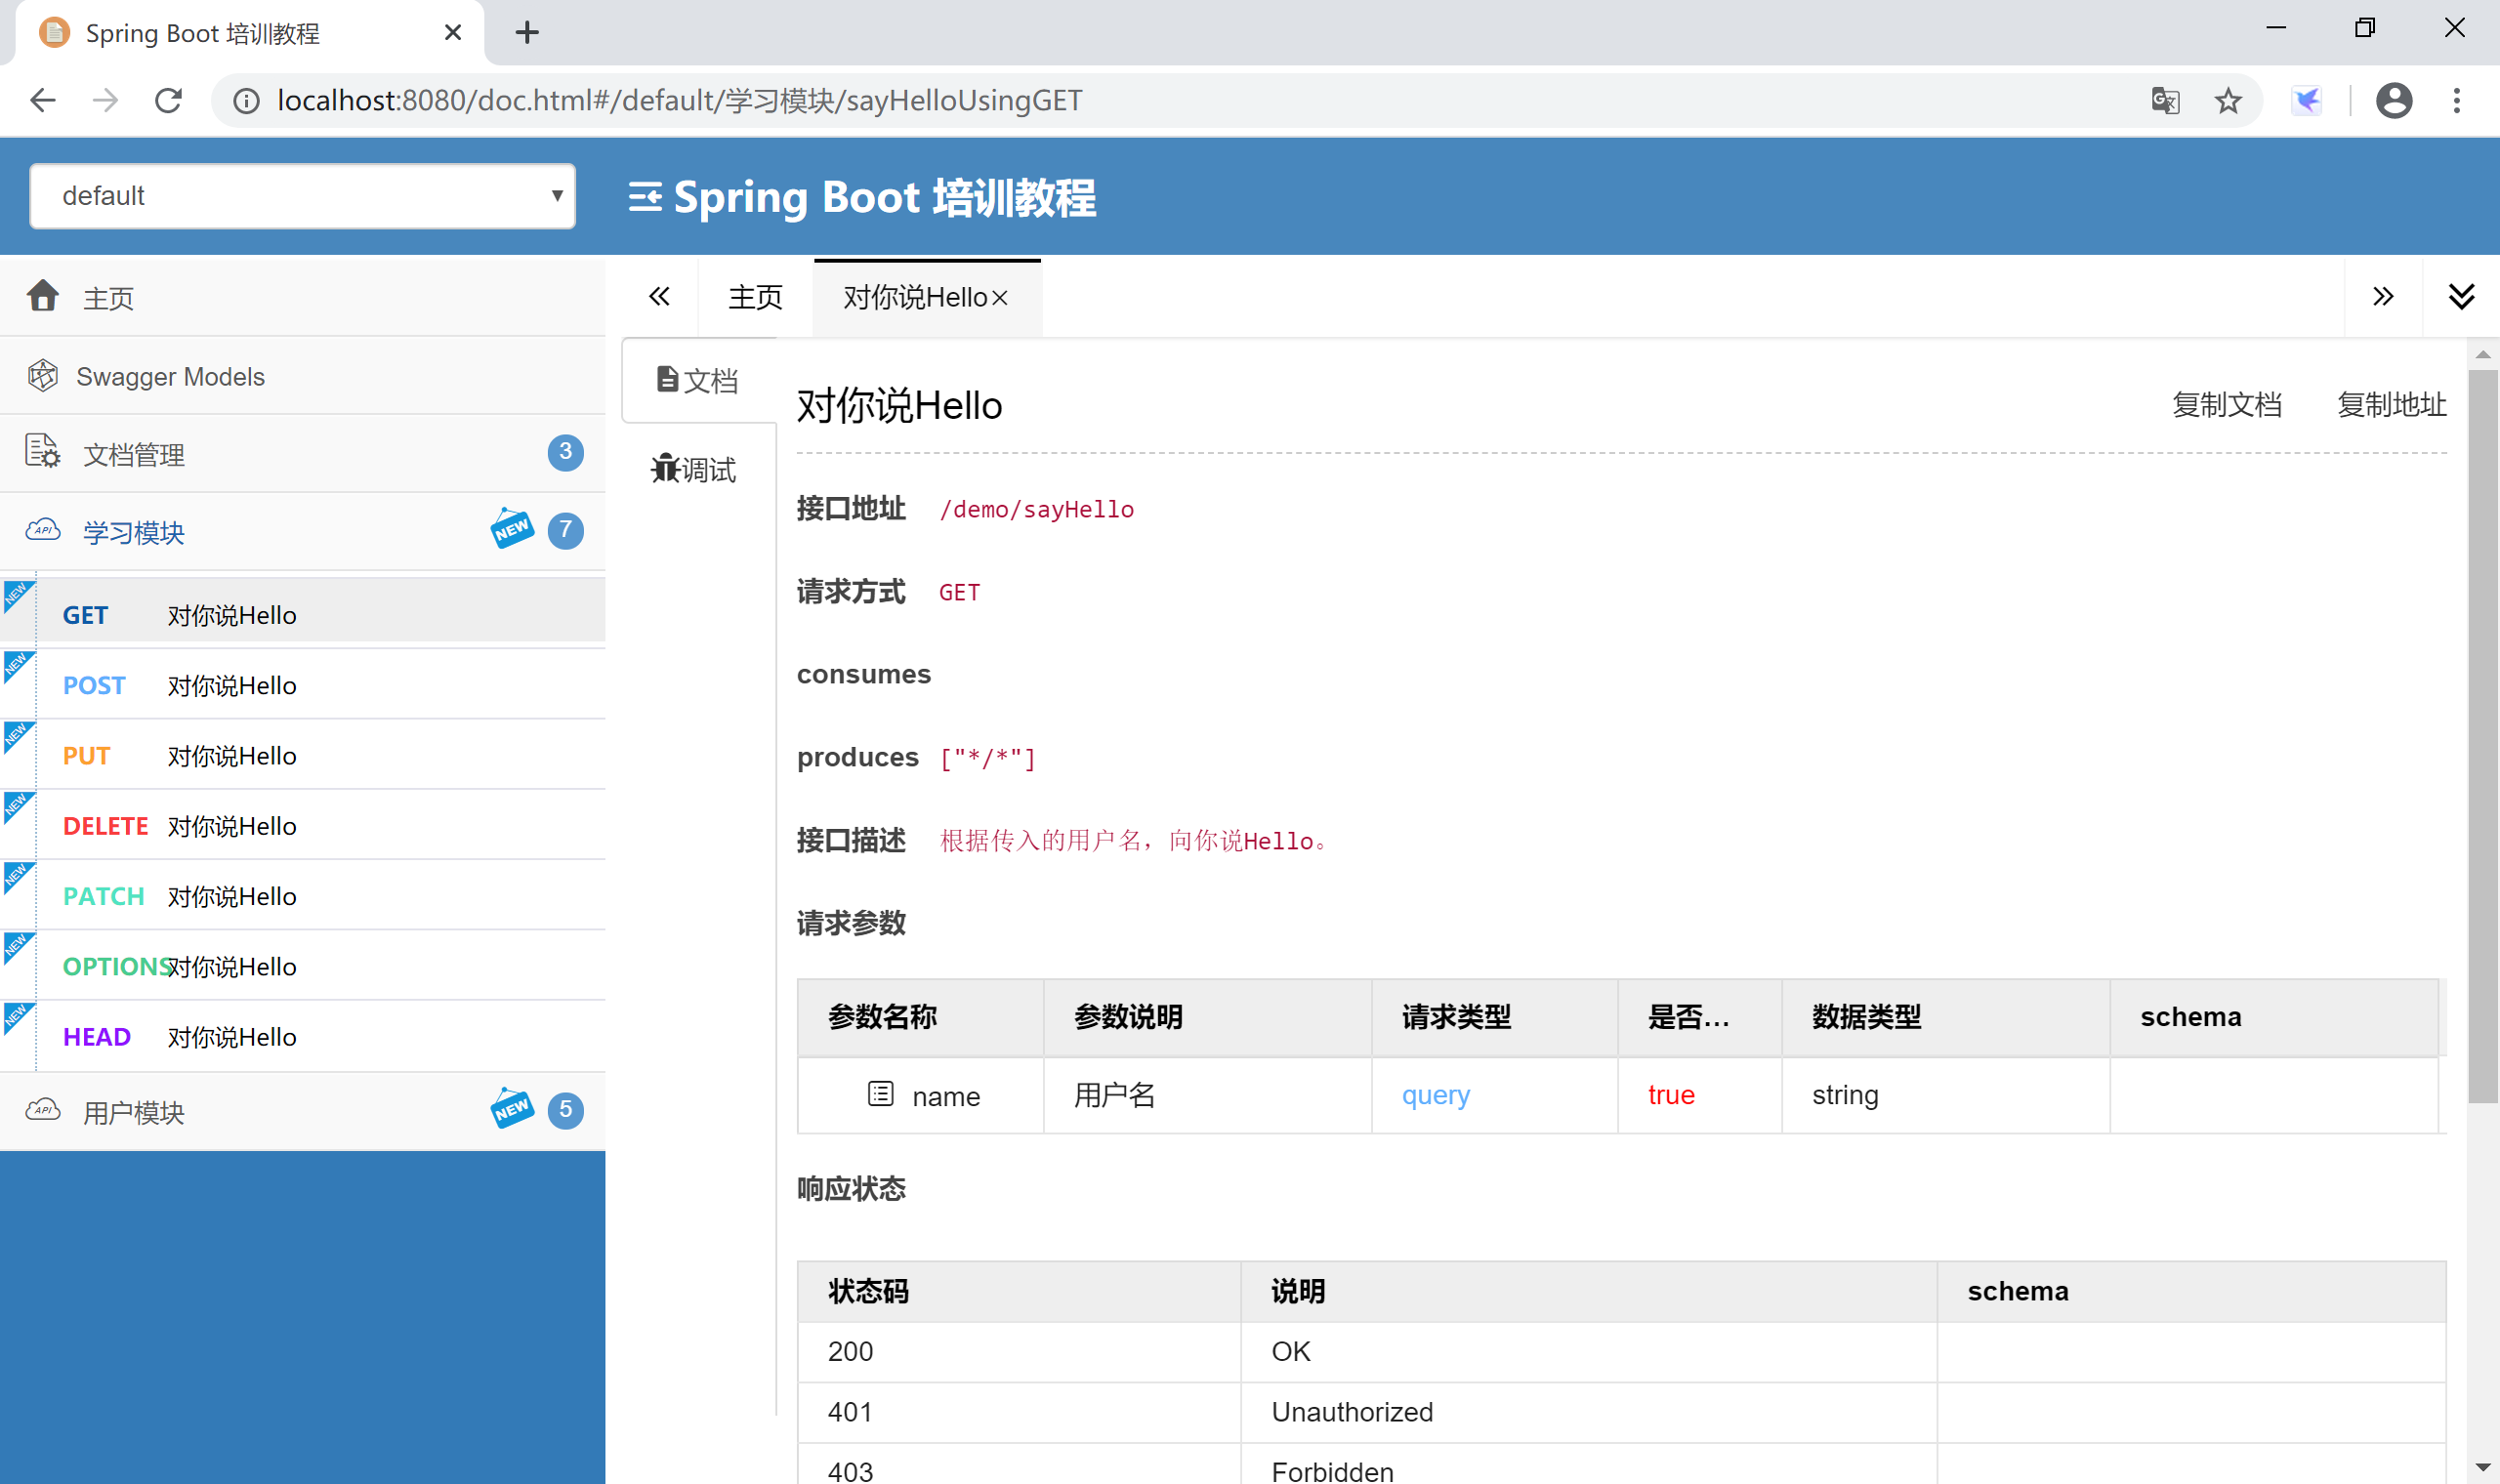 Spring Boot 培训教程
localhost:8080/doc.html#/default/学习模块/sayHelloUsingGET
default
Spring Boot 培训教程
主页
Swagger Models
文档管理 3
API 学习模块 NEW 7
NEW GET 对你说Hello
NEW POST 对你说Hello
NEW PUT 对你说Hello
NEW DELETE 对你说Hello
NEW PATCH 对你说Hello
NEW OPTIONS 对你说Hello
NEW HEAD 对你说Hello
API 用户模块 NEW 5
主页 对你说Hello
文档
调试
对你说Hello 复制文档 复制地址
接口地址 /demo/sayHello
请求方式 GET
consumes
produces ["*/*"]
接口描述 根据传入的用户名，向你说Hello。
请求参数
参数名称 参数说明 请求类型 是否... 数据类型 schema
name 用户名 query true string
响应状态
状态码 说明 schema
200 OK
401 Unauthorized
403 Forbidden